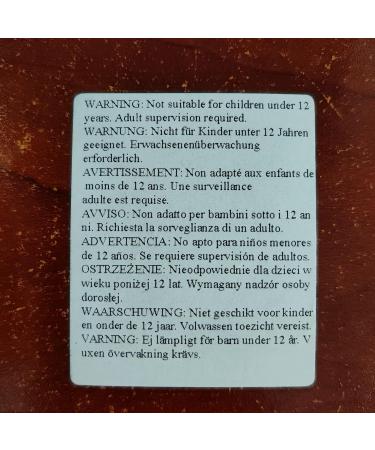 WARNING: Not suitable for children under 12
years. Adult supervision required.
WARNUNG: Nicht für Kinder unter 12 Jahren
geeignet. Erwachsenenüberwachung
erforderlich.
AVERTISSEMENT: Non adapté aux enfants de
moins de 12 ans. Une surveillance
adulte est requise.
AVVISO: Non adatto per bambini sotto i 12 an
ni. Richiesta la sorveglianza di un adulto.
ADVERTENCIA: No apto para niños menores
de 12 años. Se requiere supervisión de adultos.
OSTRZEŻENIE: Nieodpowiednie dla dzieci w
wieku poniżej 12 lat. Wymagany nadzór osoby
dorosłej.
WAARSCHUWING: Niet geschikt voor kinder
en onder de 12 jaar. Volwassen toezicht vereist.
VARNING: Ej lämpligt för barn under 12 år. V
uxen övervakning krävs.